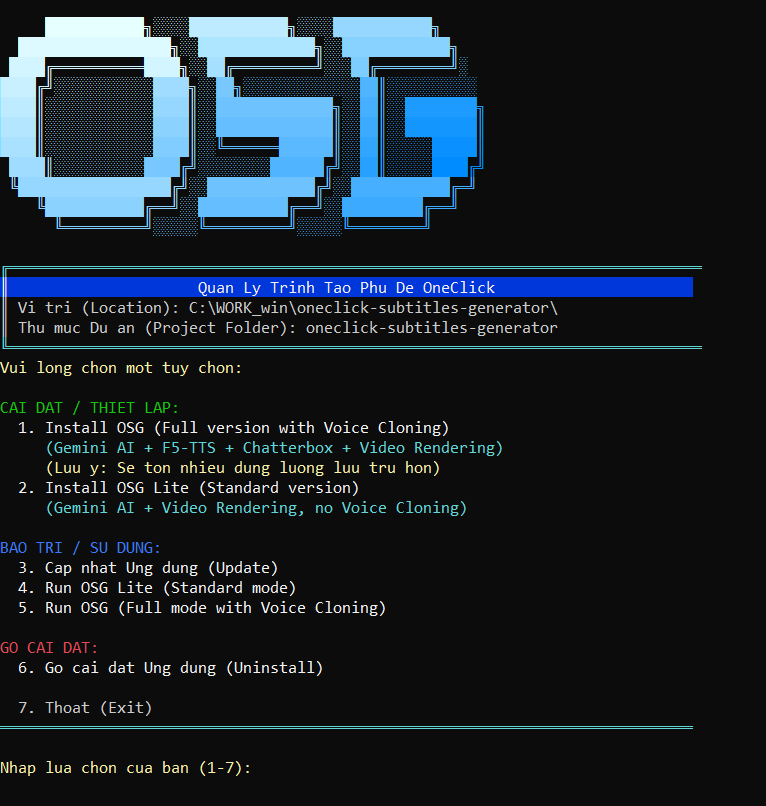 OSG
Quan Ly Trinh Tao Phu De OneClick
Vi tri (Location): C:\WORK_win\oneclick-subtitles-generator\
Thu muc Du an (Project Folder): oneclick-subtitles-generator
Vui long chon mot tuy chon:
CAI DAT / THIET LAP:
1. Install OSG (Full version with Voice Cloning)
(Gemini AI + F5-TTS + Chatterbox + Video Rendering)
(Luu y: Se ton nhieu dung luong luu tru hon)
2. Install OSG Lite (Standard version)
(Gemini AI + Video Rendering, no Voice Cloning)
BAO TRI / SU DUNG:
3. Cap nhat Ung dung (Update)
4. Run OSG Lite (Standard mode)
5. Run OSG (Full mode with Voice Cloning)
GO CAI DAT:
6. Go cai dat Ung dung (Uninstall)
7. Thoat (Exit)
Nhap lua chon cua ban (1-7):